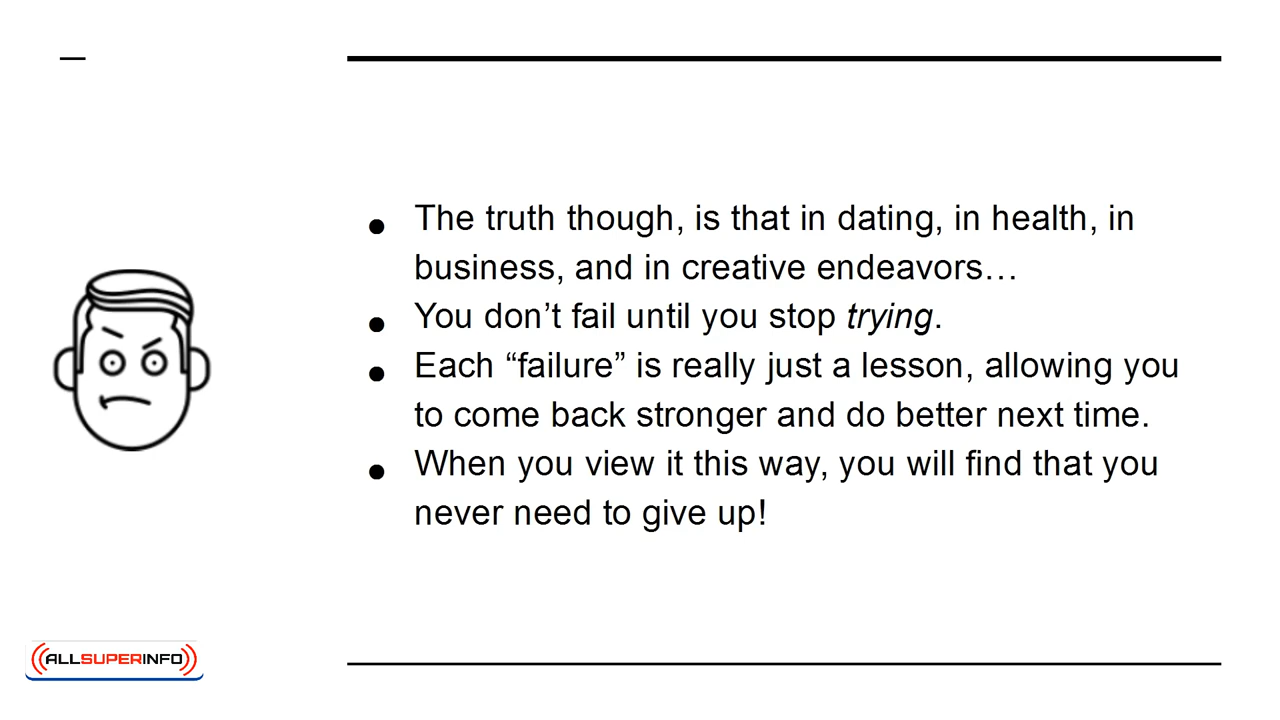 ● The truth though, is that in dating, in health, in
business, and in creative endeavors…
● You don’t fail until you stop trying.
● Each “failure” is really just a lesson, allowing you
to come back stronger and do better next time.
● When you view it this way, you will find that you
never need to give up!
ALLSUPERINFO